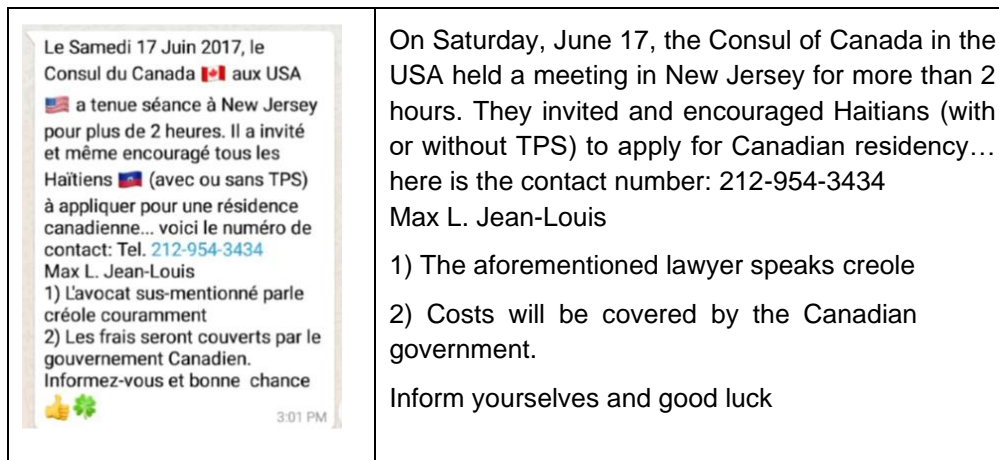 Le Samedi 17 Juin 2017, le
Consul du Canada 🇨🇦 aux USA
🇺🇸 a tenue séance à New Jersey
pour plus de 2 heures. Il a invité
et même encouragé tous les
Haïtiens 🇭🇹 (avec ou sans TPS)
à appliquer pour une résidence
canadienne... voici le numéro de
contact: Tel. 212-954-3434
Max L. Jean-Louis
1) L'avocat sus-mentionné parle
créole couramment
2) Les frais seront couverts par le
gouvernement Canadien.
Informez-vous et bonne chance
👍🍀
3:01 PM
On Saturday, June 17, the Consul of Canada in the
USA held a meeting in New Jersey for more than 2
hours. They invited and encouraged Haitians (with
or without TPS) to apply for Canadian residency…
here is the contact number: 212-954-3434
Max L. Jean-Louis
1) The aforementioned lawyer speaks creole
2) Costs will be covered by the Canadian
government.
Inform yourselves and good luck